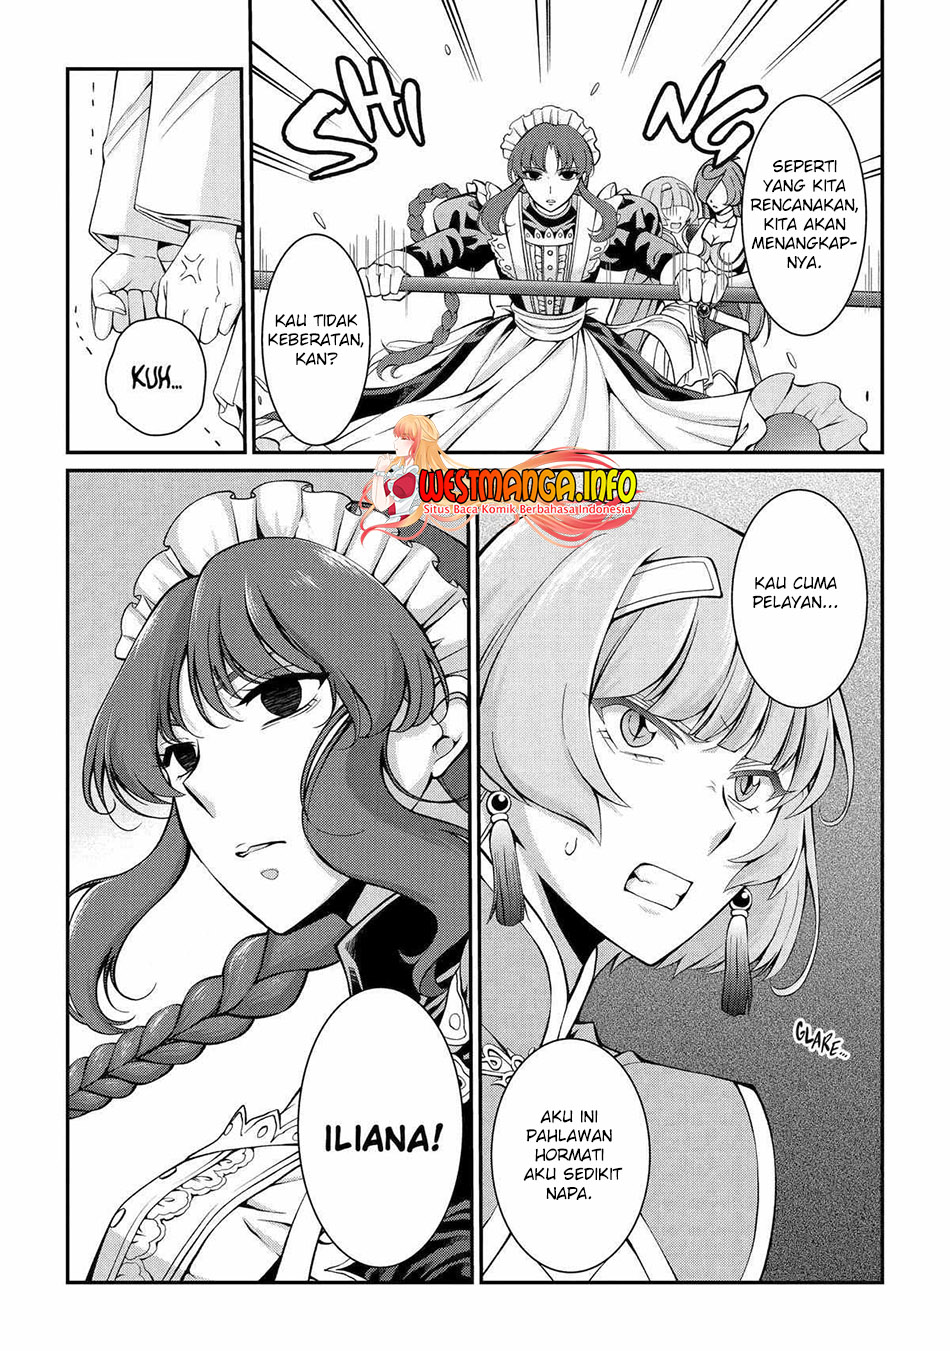 SHI
NG
SEPERTI
YANG KITA
RENCANAKAN,
KITA AKAN
MENANGKAP-
NYA.
KAU TIDAK
KEBERATAN,
KAN?
KUH...
WESTMANGA.INFO
Situs Baca Komik Berbahasa Indonesia
KAU CUMA
PELAYAN...
GLARE...
AKU INI
PAHLAWAN
HORMATI
AKU SEDIKIT
NAPA.
ILIANA!